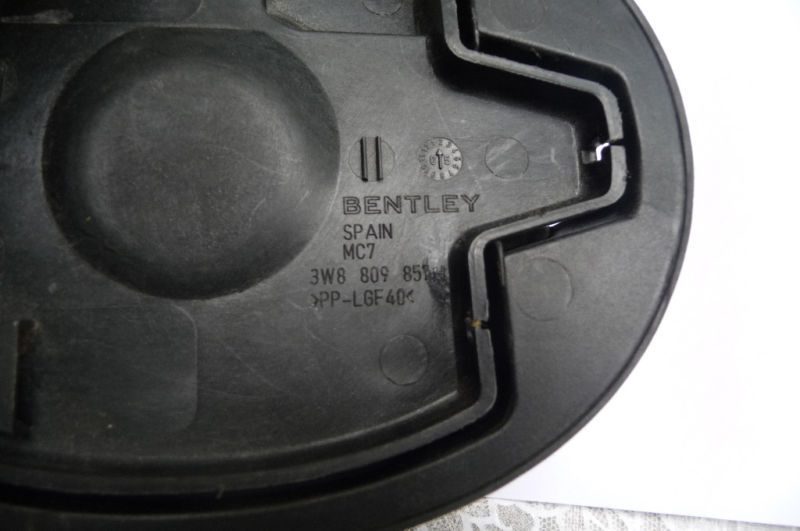 BENTLEY
SPAIN
MC7
3W8 809
>PP-LGF40<